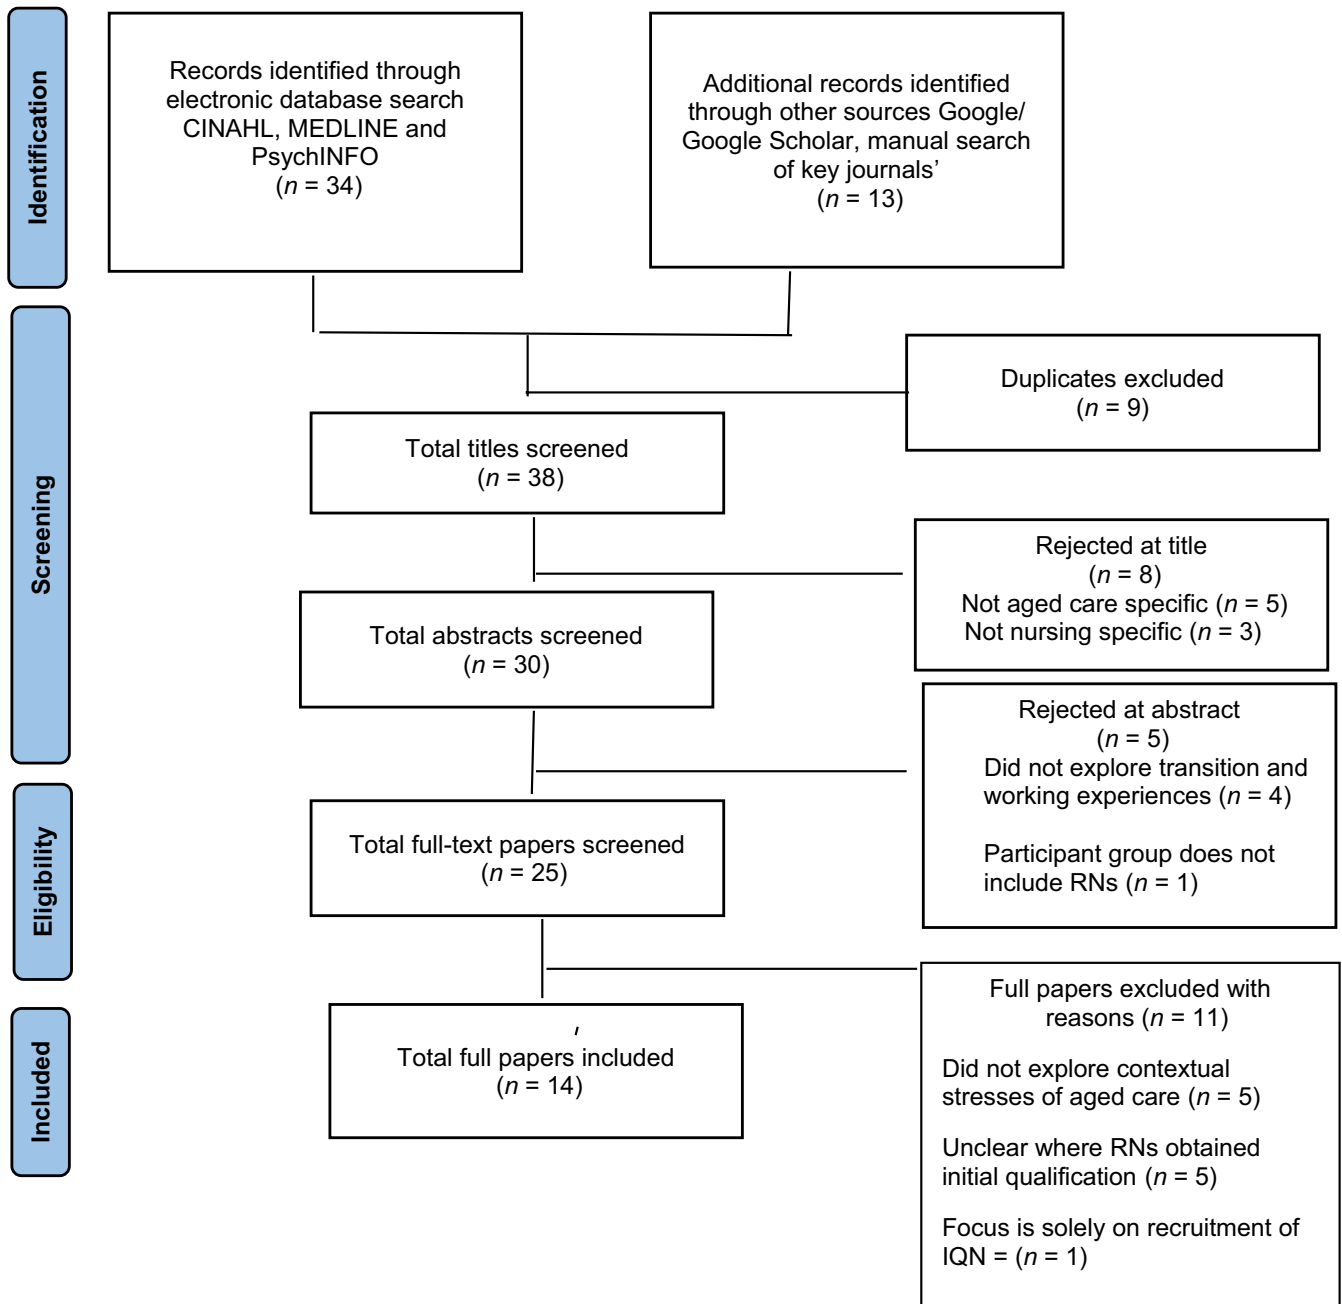 Identification
Records identified through
electronic database search
CINAHL, MEDLINE and
PsychINFO
(n = 34)
Additional records identified
through other sources Google/
Google Scholar, manual search
of key journals’
(n = 13)
Screening
Duplicates excluded
(n = 9)
Total titles screened
(n = 38)
Rejected at title
(n = 8)
Not aged care specific (n = 5)
Not nursing specific (n = 3)
Total abstracts screened
(n = 30)
Rejected at abstract
(n = 5)
Did not explore transition and
working experiences (n = 4)
Participant group does not
include RNs (n = 1)
Eligibility
Total full-text papers screened
(n = 25)
Full papers excluded with
reasons (n = 11)
Did not explore contextual
stresses of aged care (n = 5)
Unclear where RNs obtained
initial qualification (n = 5)
Focus is solely on recruitment of
IQN = (n = 1)
Included
Total full papers included
(n = 14)